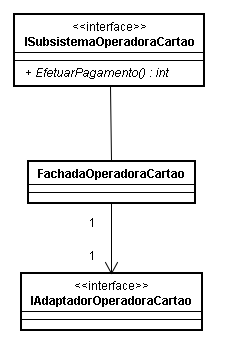 <<interface>>
ISubsistemaOperadoraCartao
+ EfetuarPagamento() : int
FachadaOperadoraCartao
1
1
<<interface>>
IAdaptadorOperadoraCartao